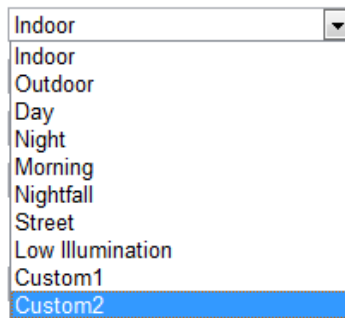 Indoor
Indoor
Outdoor
Day
Night
Morning
Nightfall
Street
Low Illumination
Custom1
Custom2